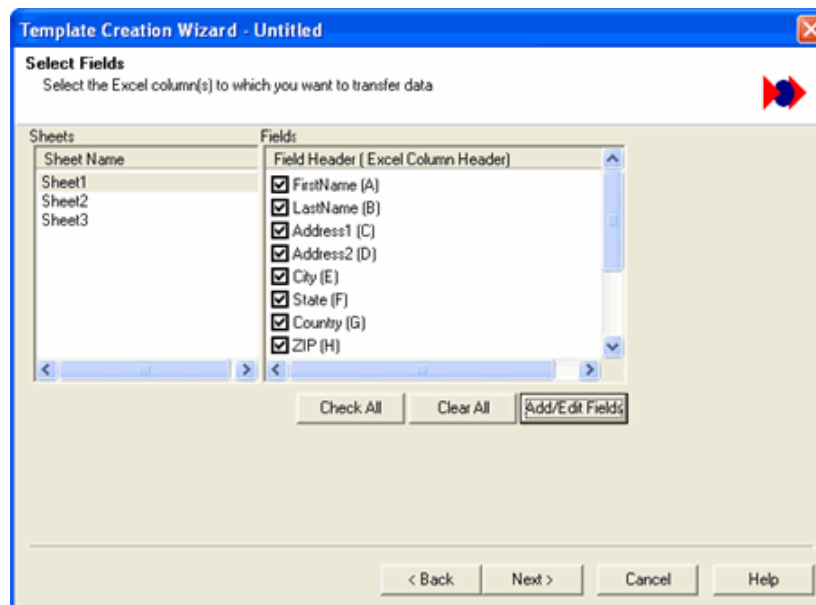 Template Creation Wizard - Untitled
Select Fields
Select the Excel column(s) to which you want to transfer data
Sheets
Fields
Sheet Name
Field Header ( Excel Column Header)
Sheet1
Sheet2
Sheet3
FirstName (A)
LastName (B)
Address1 (C)
Address2 (D)
City (E)
State (F)
Country (G)
ZIP (H)
Check All
Clear All
Add/Edit Fields
< Back
Next >
Cancel
Help